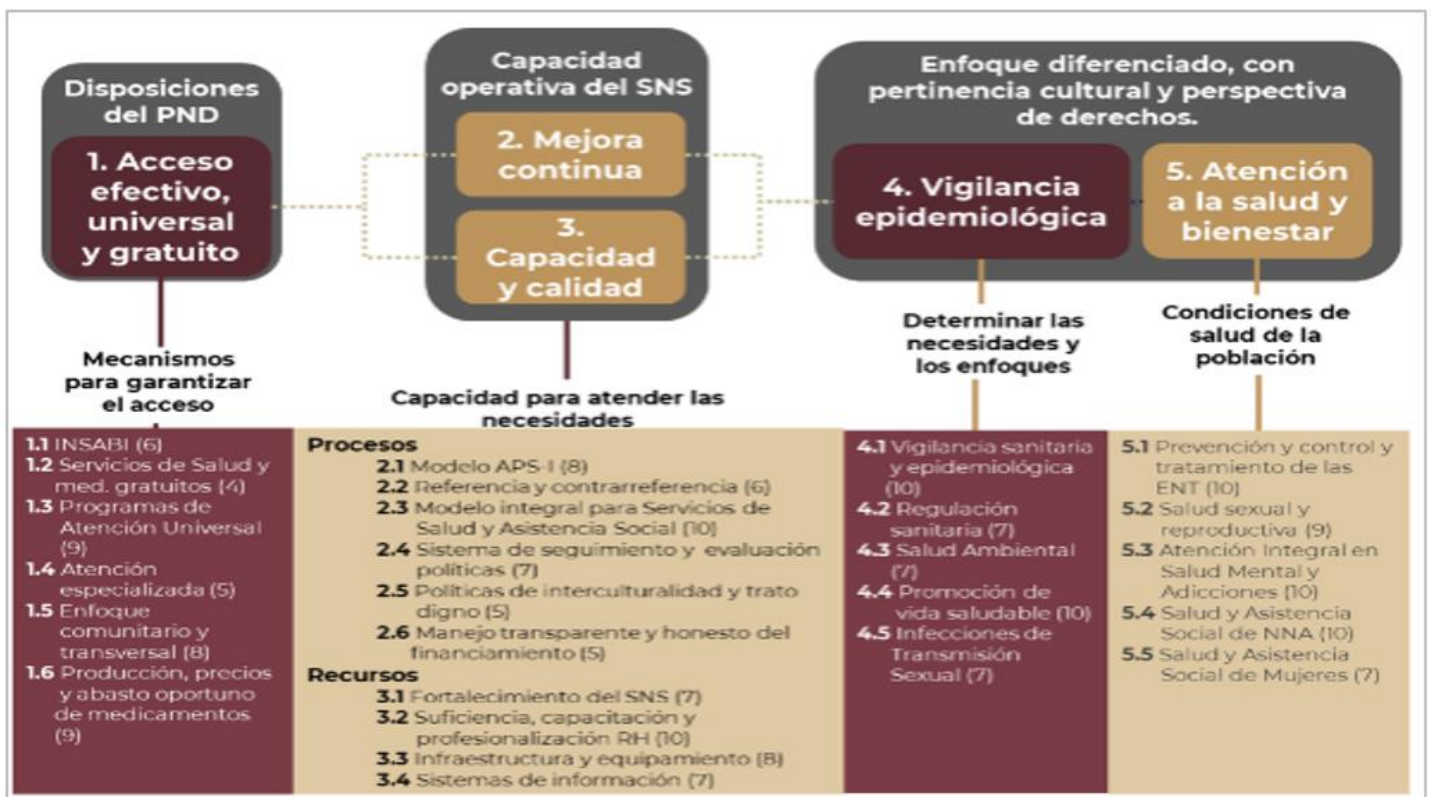 Disposiciones
del PND
1. Acceso
efectivo,
universal
y gratuito
Capacidad
operativa del SNS
2. Mejora
continua
3.
Capacidad
y calidad
Enfoque diferenciado, con
pertinencia cultural y perspectiva
de derechos.
4. Vigilancia
epidemiológica
5. Atención
a la salud y
bienestar
Mecanismos
para garantizar
el acceso
Capacidad para atender las
necesidades
Determinar las
necesidades y
los enfoques
Condiciones de
salud de la
población
1.1 INSABI (6)
1.2 Servicios de Salud y
med. gratuitos (4)
1.3 Programas de
Atención Universal
(9)
1.4 Atención
especializada (5)
1.5 Enfoque
comunitario y
transversal (8)
1.6 Producción, precios
y abasto oportuno
de medicamentos
(9)
Procesos
2.1 Modelo APS-I (8)
2.2 Referencia y contrarreferencia (6)
2.3 Modelo integral para Servicios de
Salud y Asistencia Social (10)
2.4 Sistema de seguimiento y evaluación
políticas (7)
2.5 Políticas de interculturalidad y trato
digno (5)
2.6 Manejo transparente y honesto del
financiamiento (5)
Recursos
3.1 Fortalecimiento del SNS (7)
3.2 Suficiencia, capacitación y
profesionalización RH (10)
3.3 Infraestructura y equipamiento (8)
3.4 Sistemas de información (7)
4.1 Vigilancia sanitaria
y epidemiológica
(10)
4.2 Regulación
sanitaria (7)
4.3 Salud Ambiental
(7)
4.4 Promoción de
vida saludable (10)
4.5 Infecciones de
Transmisión
Sexual (7)
5.1 Prevención y control y
tratamiento de las
ENT (10)
5.2 Salud sexual y
reproductiva (9)
5.3 Atención Integral en
Salud Mental y
Adicciones (10)
5.4 Salud y Asistencia
Social de NNA (10)
5.5 Salud y Asistencia
Social de Mujeres (7)